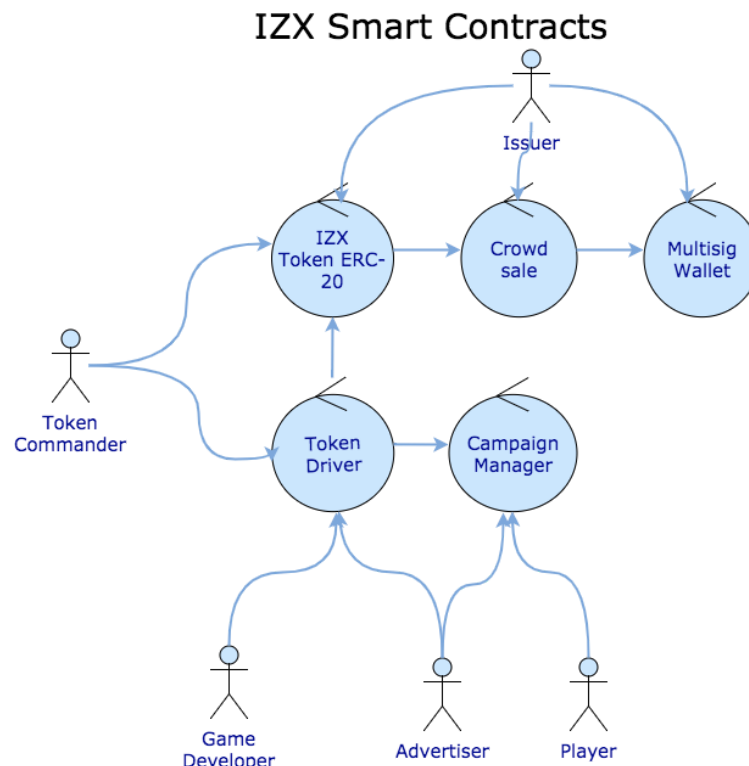 IZX Smart Contracts
Issuer
IZX
Token ERC-
20
Crowd
sale
Multisig
Wallet
Token
Commander
Token
Driver
Campaign
Manager
Game
Developer
Advertiser
Player